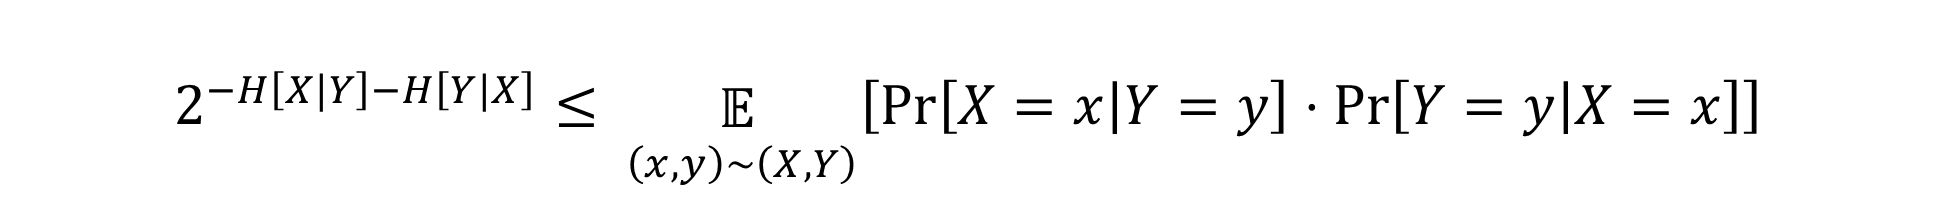 2^{-H[X|Y]-H[Y|X]} ≤ 𝔼_{(x,y)~(X,Y)} [Pr[X = x|Y = y] · Pr[Y = y|X = x]]